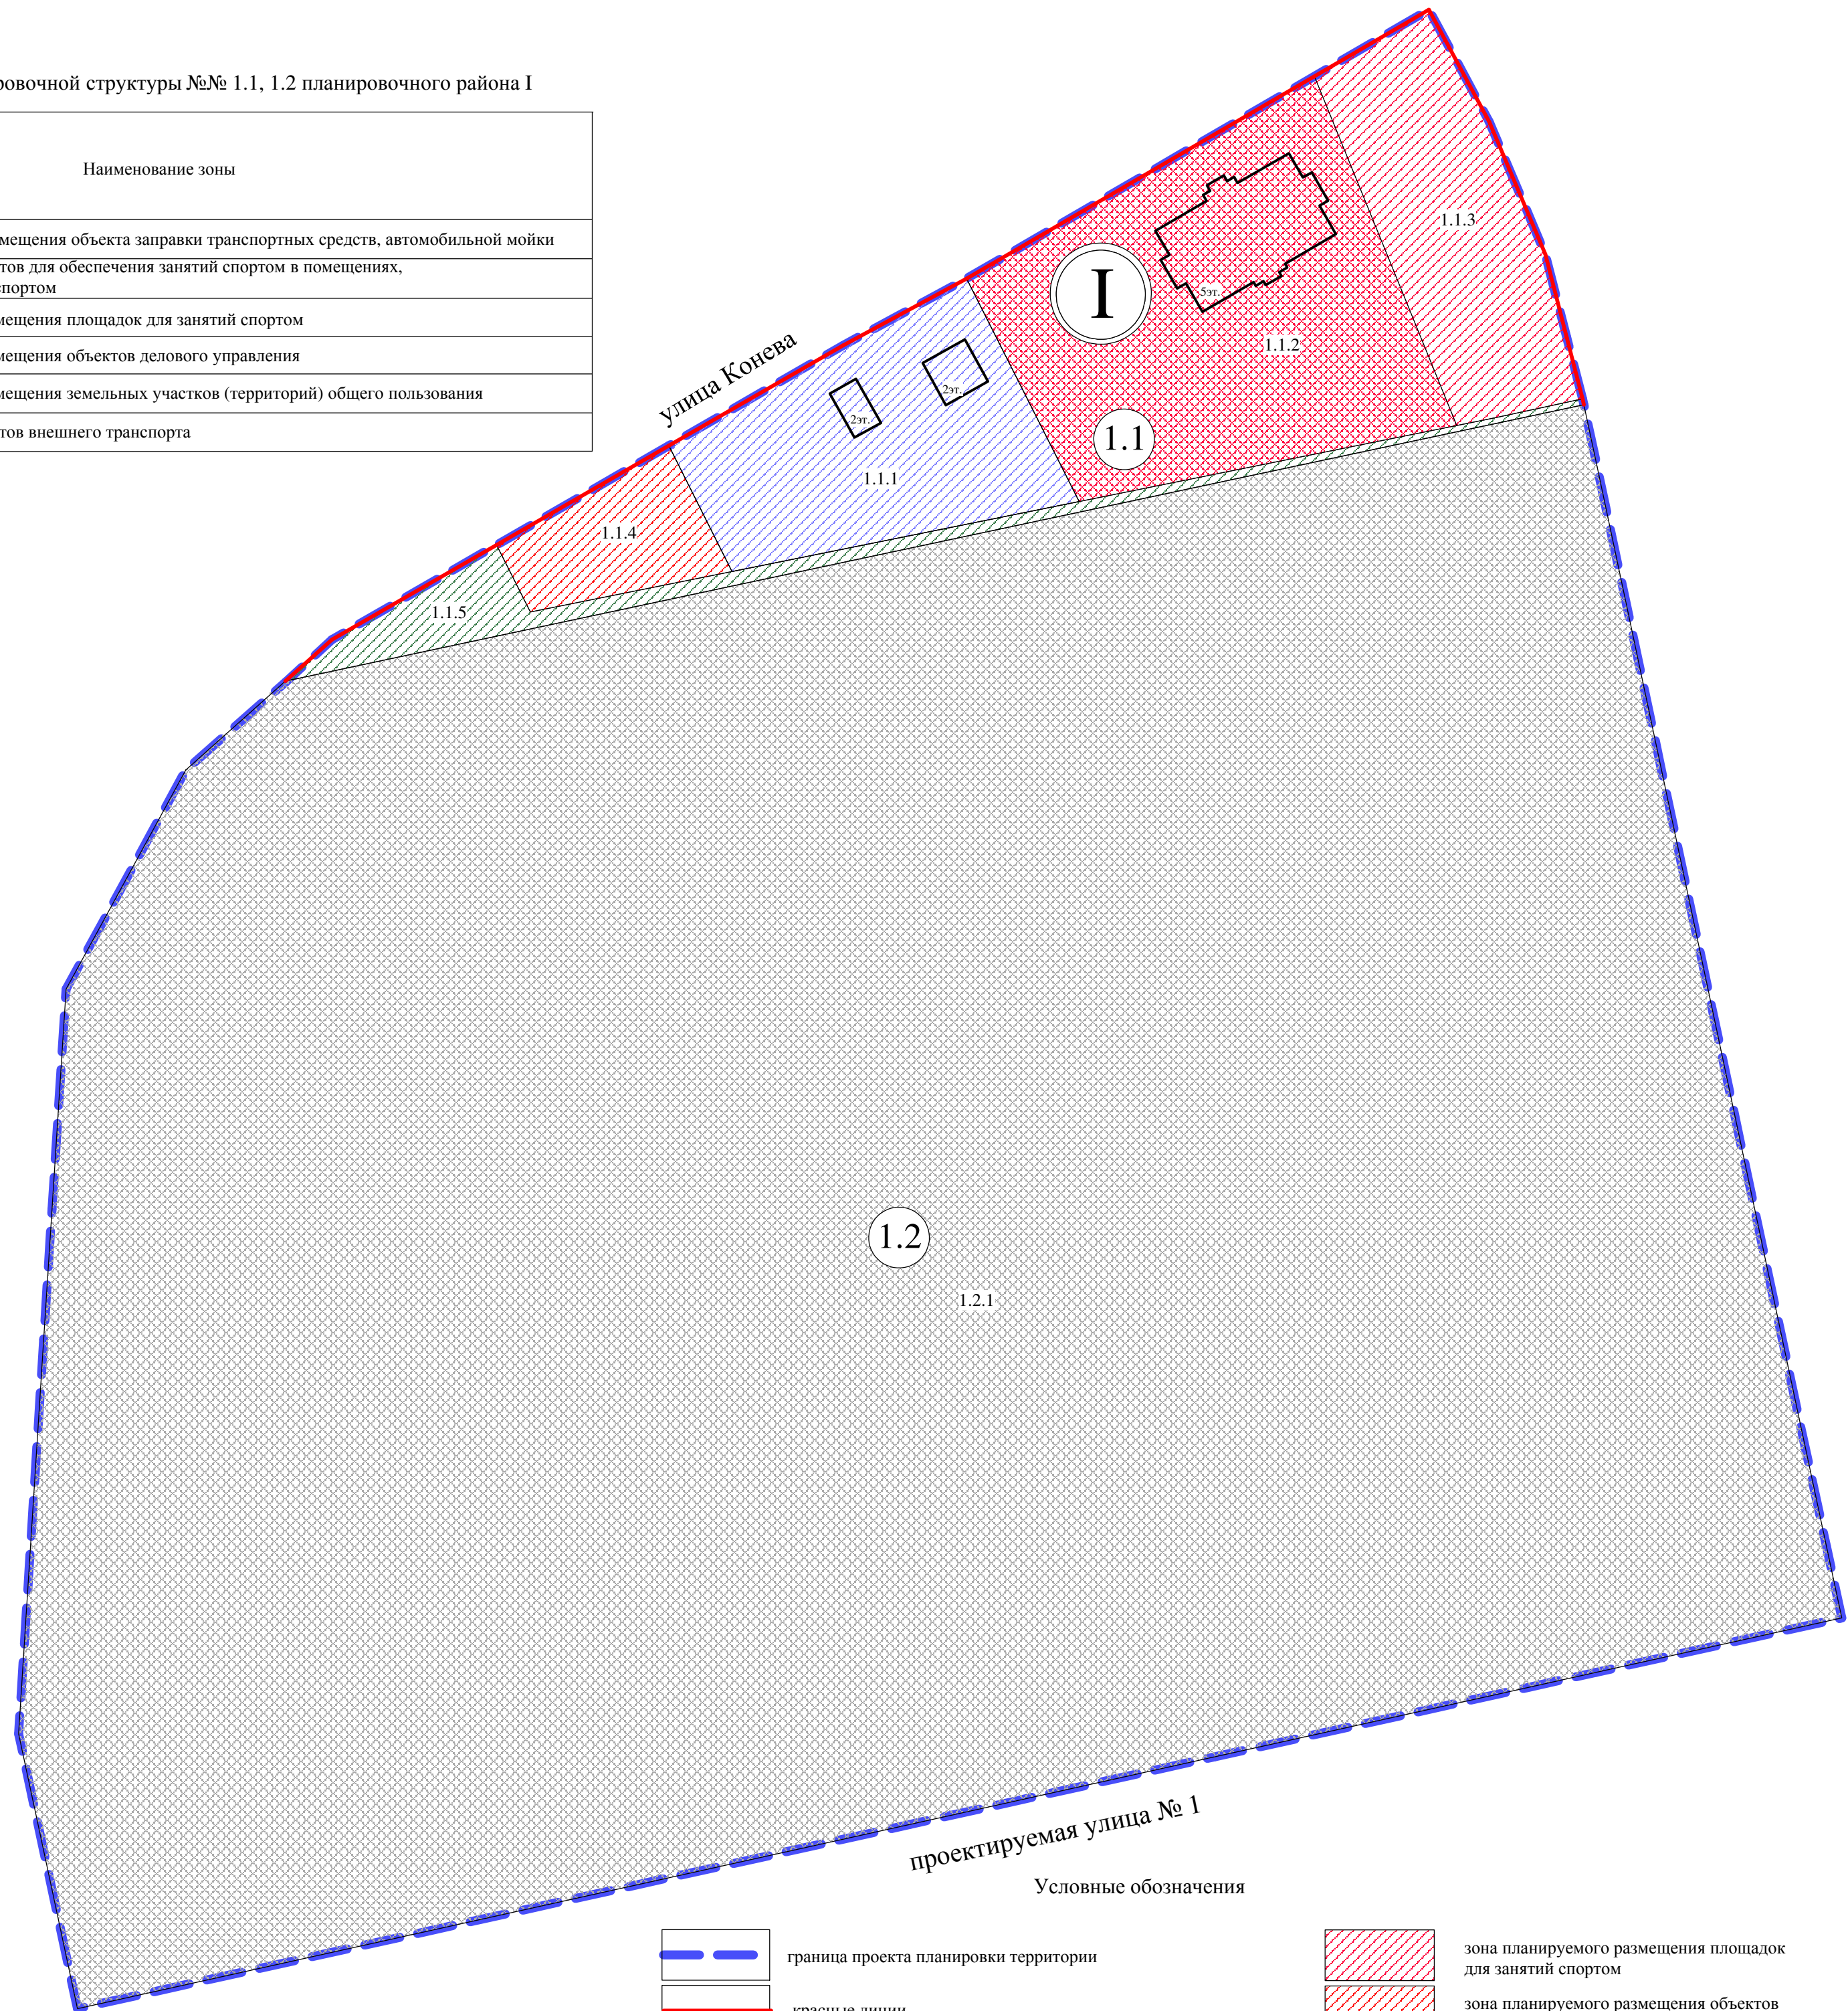 ровочной структуры №№ 1.1, 1.2 планировочного района I
Наименование зоны
мещения объекта заправки транспортных средств, автомобильной мойки
тов для обеспечения занятий спортом в помещениях,
спортом
мещения площадок для занятий спортом
мещения объектов делового управления
мещения земельных участков (территорий) общего пользования
тов внешнего транспорта
улица Конева
I
5эт.
1.1.3
1.1.2
2эт.
2эт.
1.1
1.1.1
1.1.4
1.1.5
1.2
1.2.1
проектируемая улица № 1
Условные обозначения
граница проекта планировки территории
зона планируемого размещения площадок
для занятий спортом
красные линии
зона планируемого размещения объектов